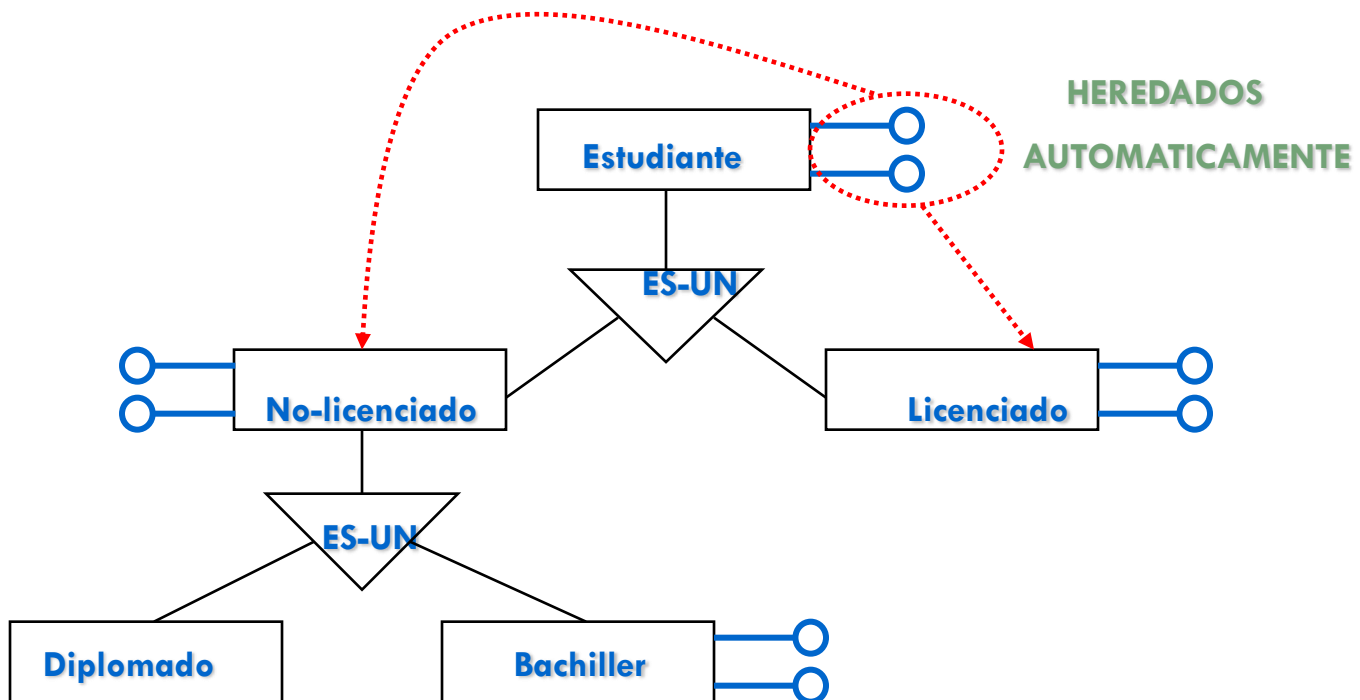 HEREDADOS
AUTOMATICAMENTE
Estudiante
ES-UN
No-licenciado
Licenciado
ES-UN
Diplomado
Bachiller